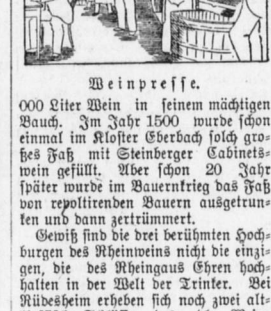 Weinpresse.
000 Liter Wein in seinem mächtigen
Bauch. Im Jahr 1500 wurde schon
einmal im Kloster Eberbach solch gro-
ßes Faß mit Steinberger Cabinets-
wein gefüllt. Aber schon 20 Jahr
später wurde im Bauernkrieg das Faß
von repoltirenden Bauern ausgetrun-
ken und dann zertrümmert.
Gewiß sind die drei berühmten Hoch-
burgen des Rheinweins nicht die einzi-
gen, die des Rheingaus Ehren hoch-
halten in der Welt der Trinker. Bei
Rüdesheim erheben sich noch zwei alt-